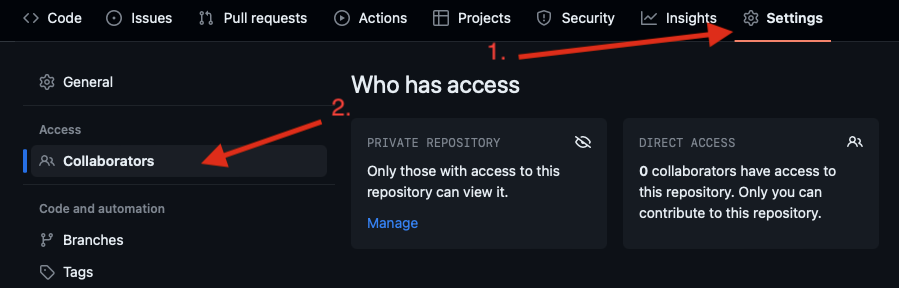 Code Issues Pull requests Actions Projects Security Insights Settings
1.
General
Who has access
2.
Access
Collaborators
PRIVATE REPOSITORY
Only those with access to this
repository can view it.
Manage
DIRECT ACCESS
0 collaborators have access to
this repository. Only you can
contribute to this repository.
Code and automation
Branches
Tags